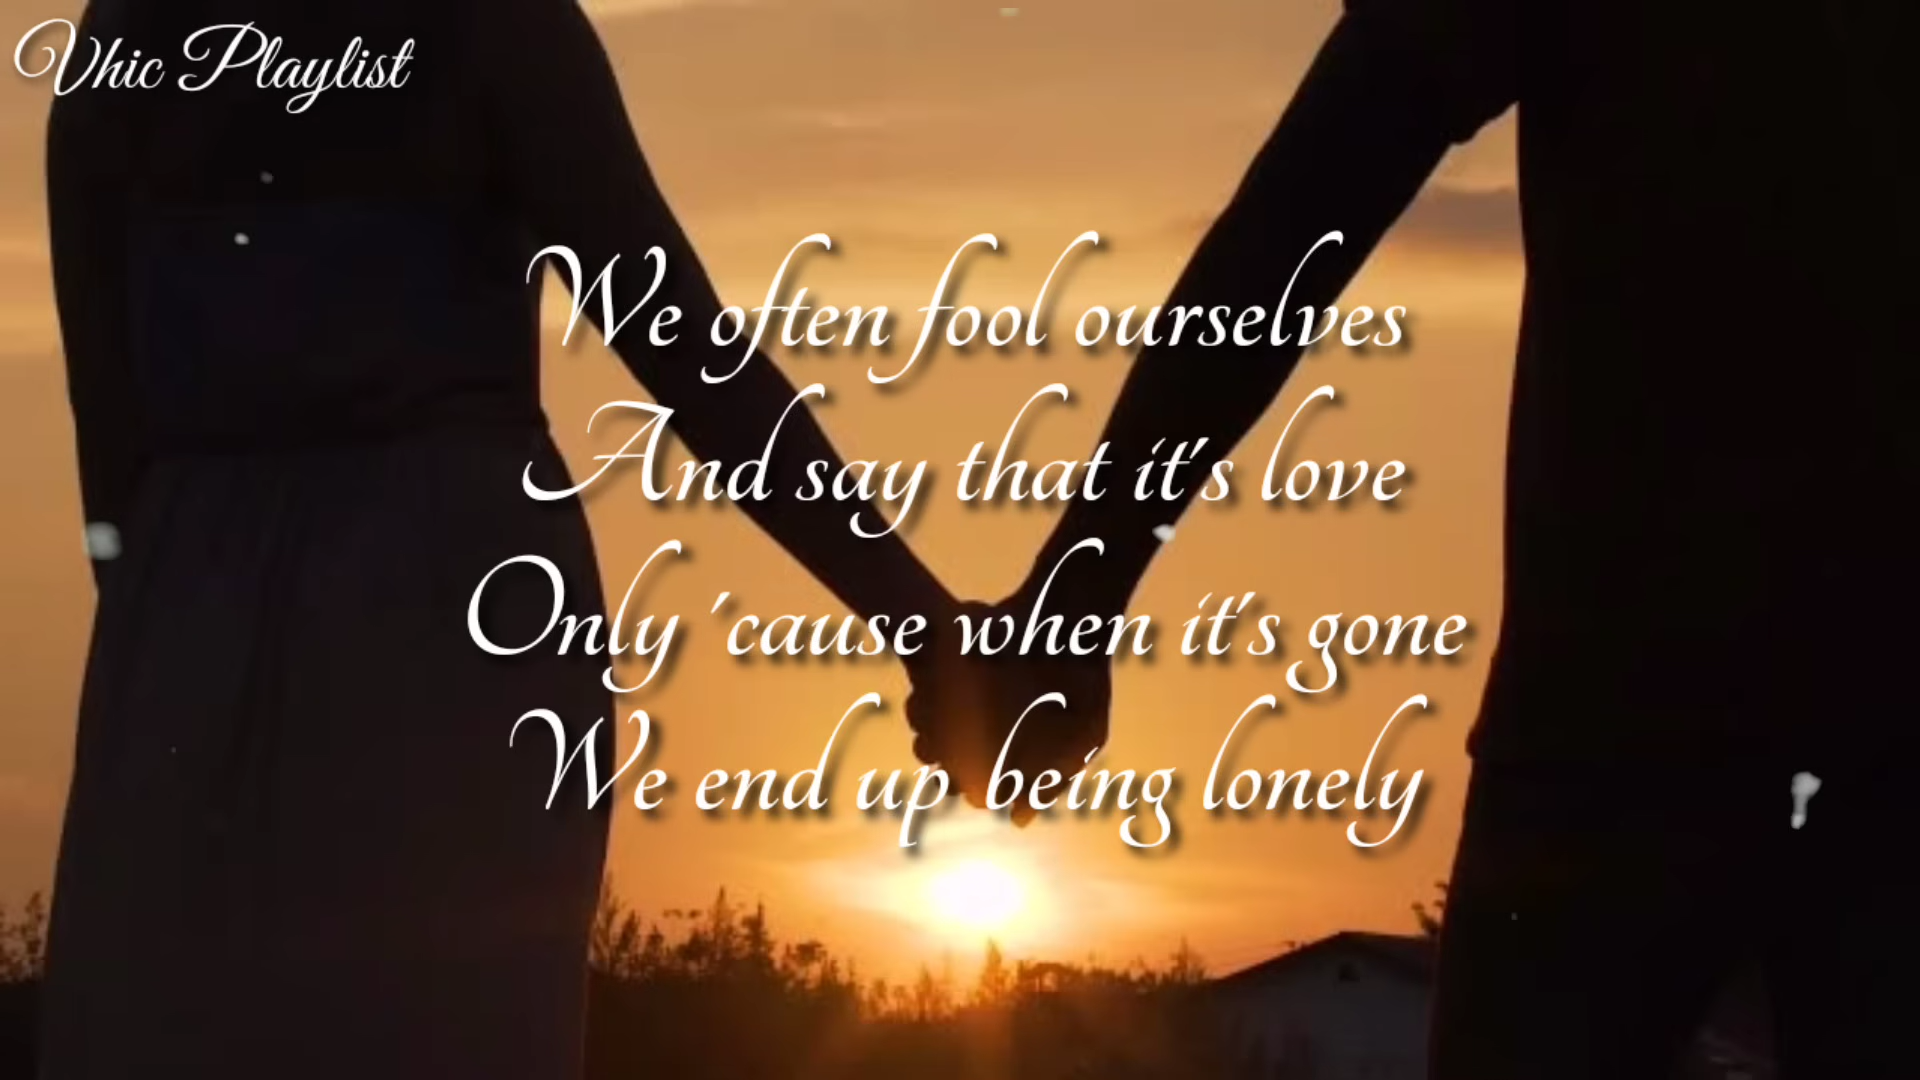 Vhic Playlist
We often fool ourselves
And say that it's love
Only 'cause when it's gone
We end up being lonely